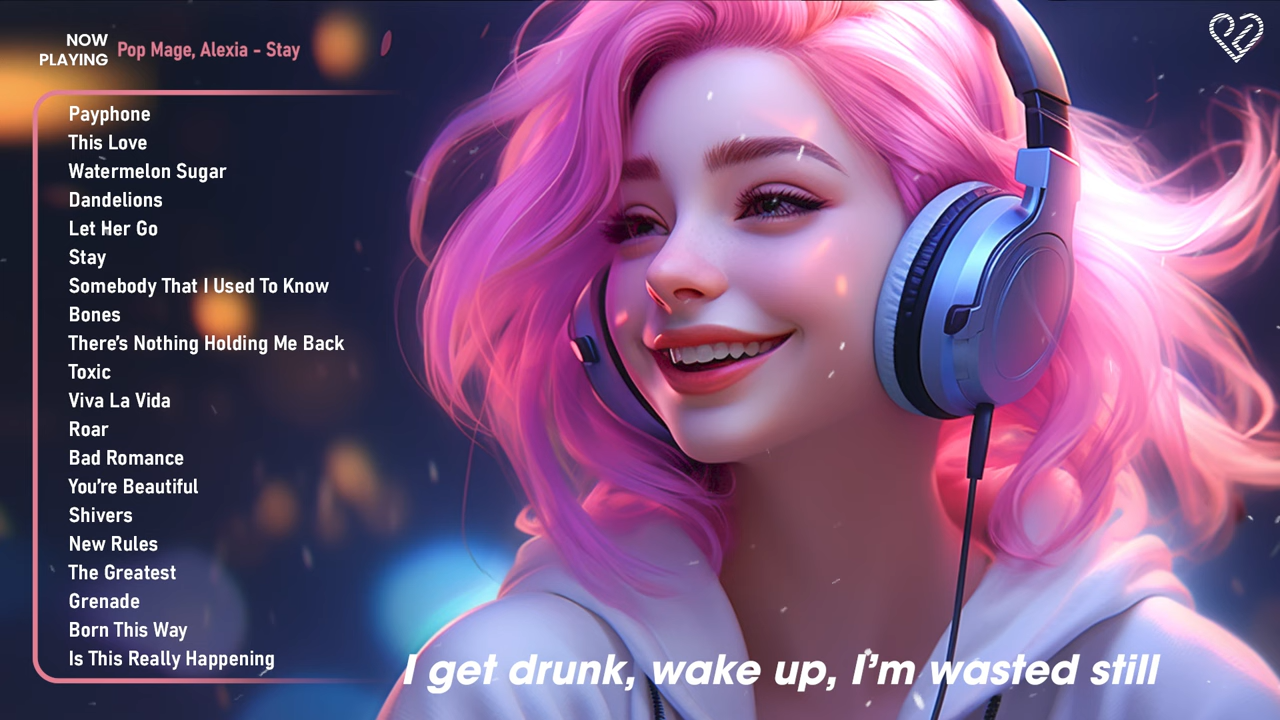 NOW
PLAYING
Pop Mage, Alexia - Stay
Payphone
This Love
Watermelon Sugar
Dandelions
Let Her Go
Stay
Somebody That I Used To Know
Bones
There's Nothing Holding Me Back
Toxic
Viva La Vida
Roar
Bad Romance
You're Beautiful
Shivers
New Rules
The Greatest
Grenade
Born This Way
Is This Really Happening
I get drunk, wake up, I'm wasted still